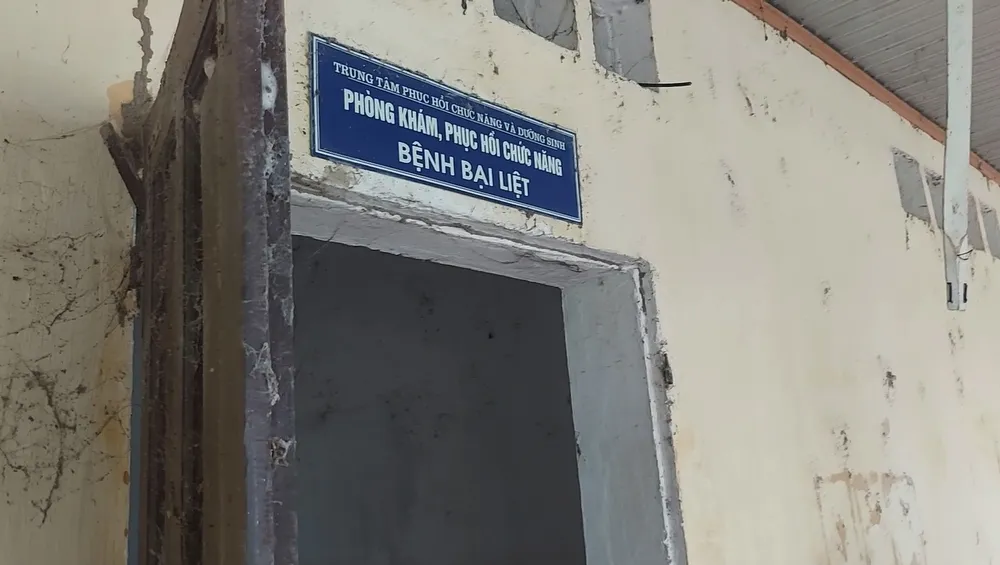 TRUNG TÂM PHỤC HỒI CHỨC NĂNG VÀ DƯỠNG SINH
PHÒNG KHÁM, PHỤC HỒI CHỨC NĂNG
BỆNH BẠI LIỆT